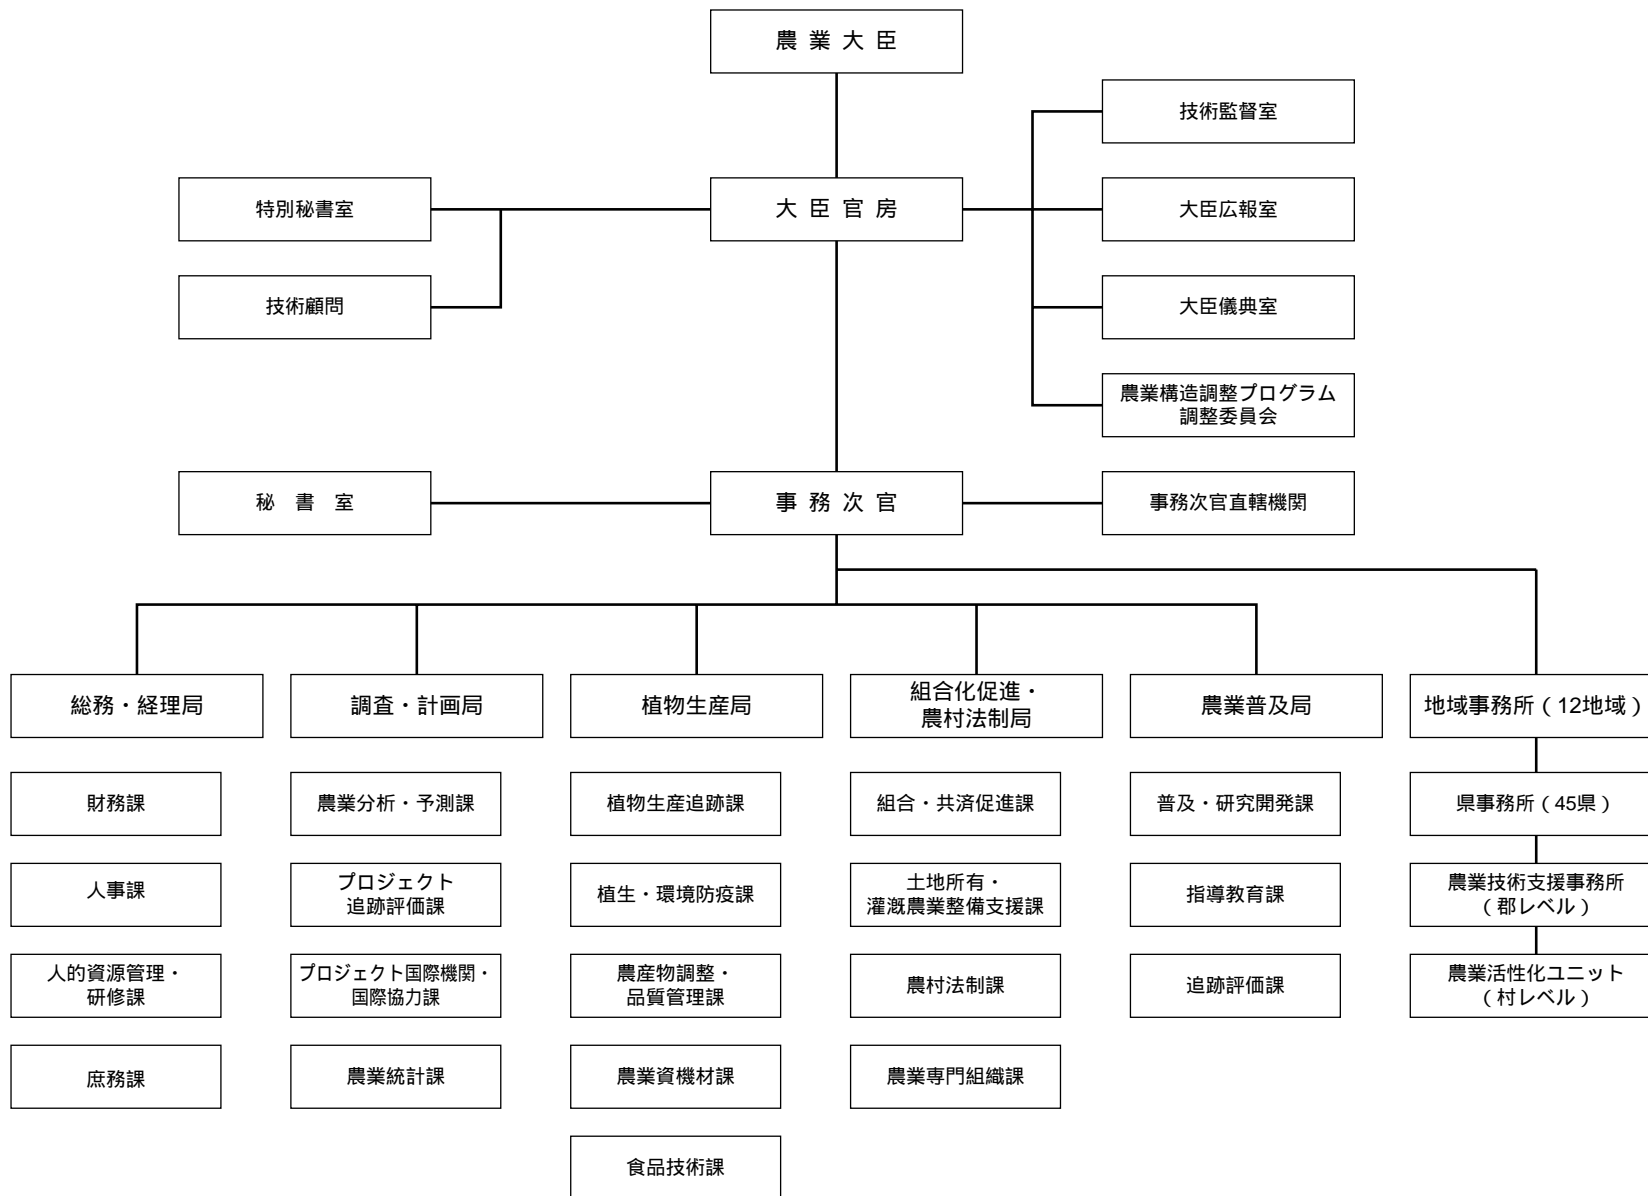 農 業 大 臣
技術監督室
特別秘書室
大 臣 官 房
大臣広報室
技術顧問
大臣儀典室
農業構造調整プログラム
調整委員会
秘　書　室
事 務 次 官
事務次官直轄機関
総務・経理局
調査・計画局
植物生産局
組合化促進・
農村法制局
農業普及局
地域事務所（12地域）
財務課
農業分析・予測課
植物生産追跡課
組合・共済促進課
普及・研究開発課
県事務所（45県）
人事課
プロジェクト
追跡評価課
植生・環境防疫課
土地所有・
灌漑農業整備支援課
指導教育課
農業技術支援事務所
（郡レベル）
人的資源管理・
研修課
プロジェクト国際機関・
国際協力課
農産物調整・
品質管理課
農村法制課
追跡評価課
農業活性化ユニット
（村レベル）
庶務課
農業統計課
農業資機材課
農業専門組織課
食品技術課